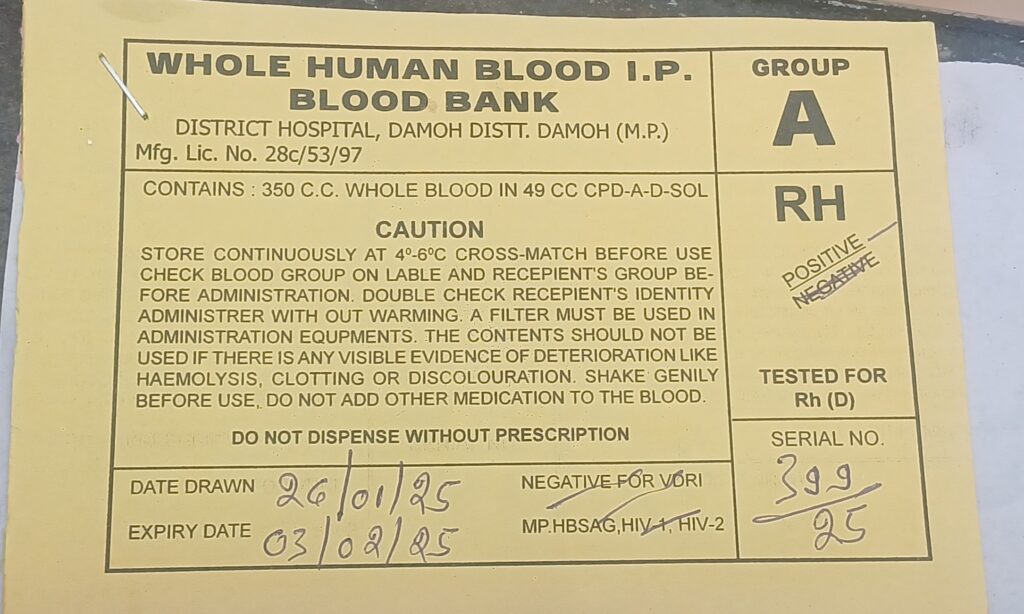 WHOLE HUMAN BLOOD I.P.
BLOOD BANK
DISTRICT HOSPITAL, DAMOH DISTT. DAMOH (M.P.)
Mfg. Lic. No. 28c/53/97
GROUP
A
CONTAINS : 350 C.C. WHOLE BLOOD IN 49 CC CPD-A-D-SOL
CAUTION
STORE CONTINUOUSLY AT 4⁰-6⁰C CROSS-MATCH BEFORE USE
CHECK BLOOD GROUP ON LABLE AND RECEPIENT'S GROUP BE-
FORE ADMINISTRATION. DOUBLE CHECK RECEPIENT'S IDENTITY
ADMINISTRER WITH OUT WARMING. A FILTER MUST BE USED IN
ADMINISTRATION EQUPMENTS. THE CONTENTS SHOULD NOT BE
USED IF THERE IS ANY VISIBLE EVIDENCE OF DETERIORATION LIKE
HAEMOLYSIS, CLOTTING OR DISCOLOURATION. SHAKE GENILY
BEFORE USE, DO NOT ADD OTHER MEDICATION TO THE BLOOD.
DO NOT DISPENSE WITHOUT PRESCRIPTION
RH
POSITIVE
NEGATIVE
TESTED FOR
Rh (D)
DATE DRAWN 26/01/25
EXPIRY DATE 03/02/25
NEGATIVE FOR VDRI
MP.HBSAG,HIV-1, HIV-2
SERIAL NO.
399
25